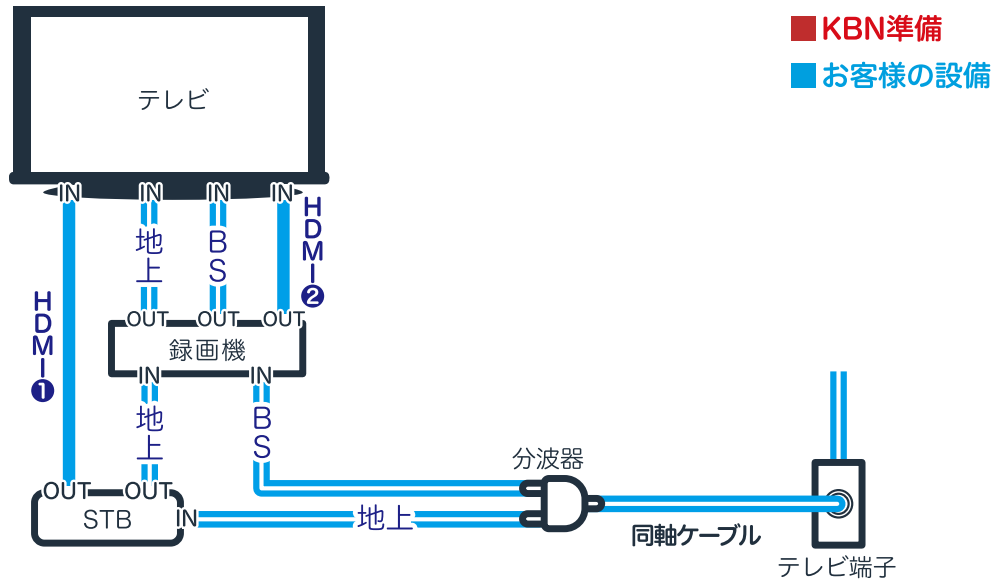 KBN準備
お客様の設備
テレビ
IN
IN
IN
IN
HDMI❶
地上
BS
HDMI❷
OUT
OUT
OUT
録画機
IN
IN
地上
BS
OUT
OUT
STB
IN
地上
分波器
同軸ケーブル
テレビ端子